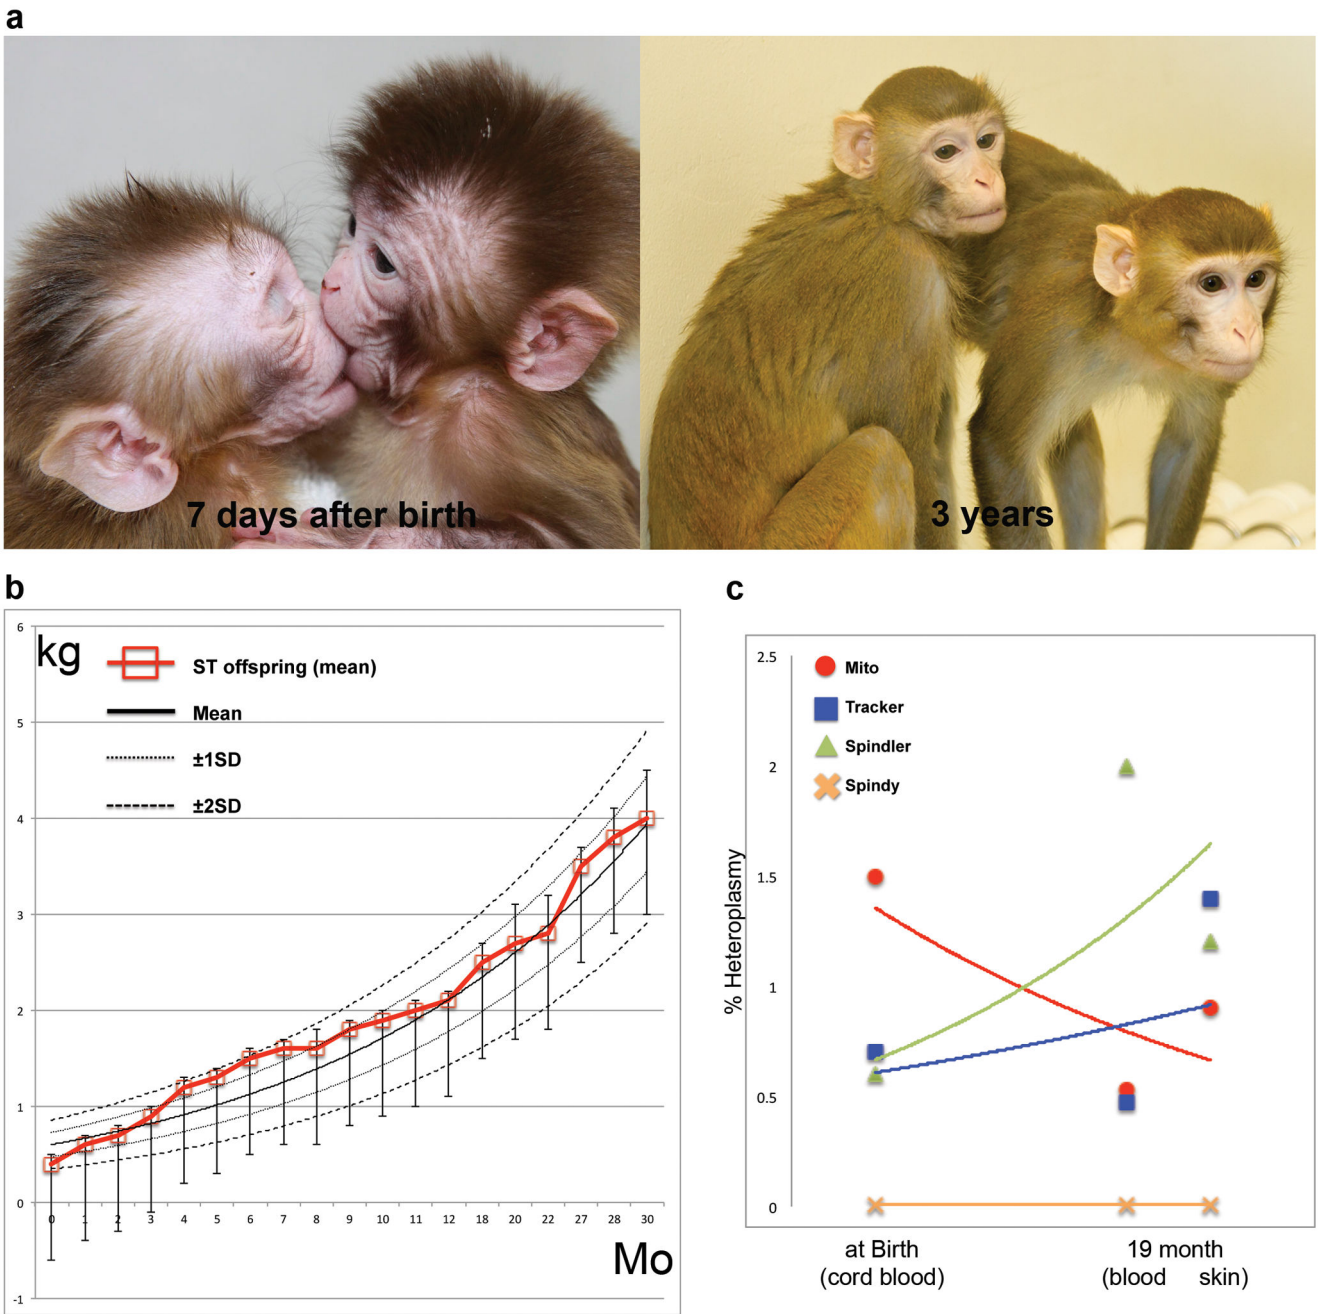 a
7 days after birth
3 years
b
kg
ST offspring (mean)
Mean
±1SD
±2SD
6
5
4
3
2
1
0
-1
0 1 2 3 4 5 6 7 8 9 10 11 12 18 20 22 27 28 30
Mo
c
Mito
Tracker
Spindler
Spindy
% Heteroplasmy
2.5
2
1.5
1
0.5
0
at Birth
(cord blood)
19 month
(blood skin)